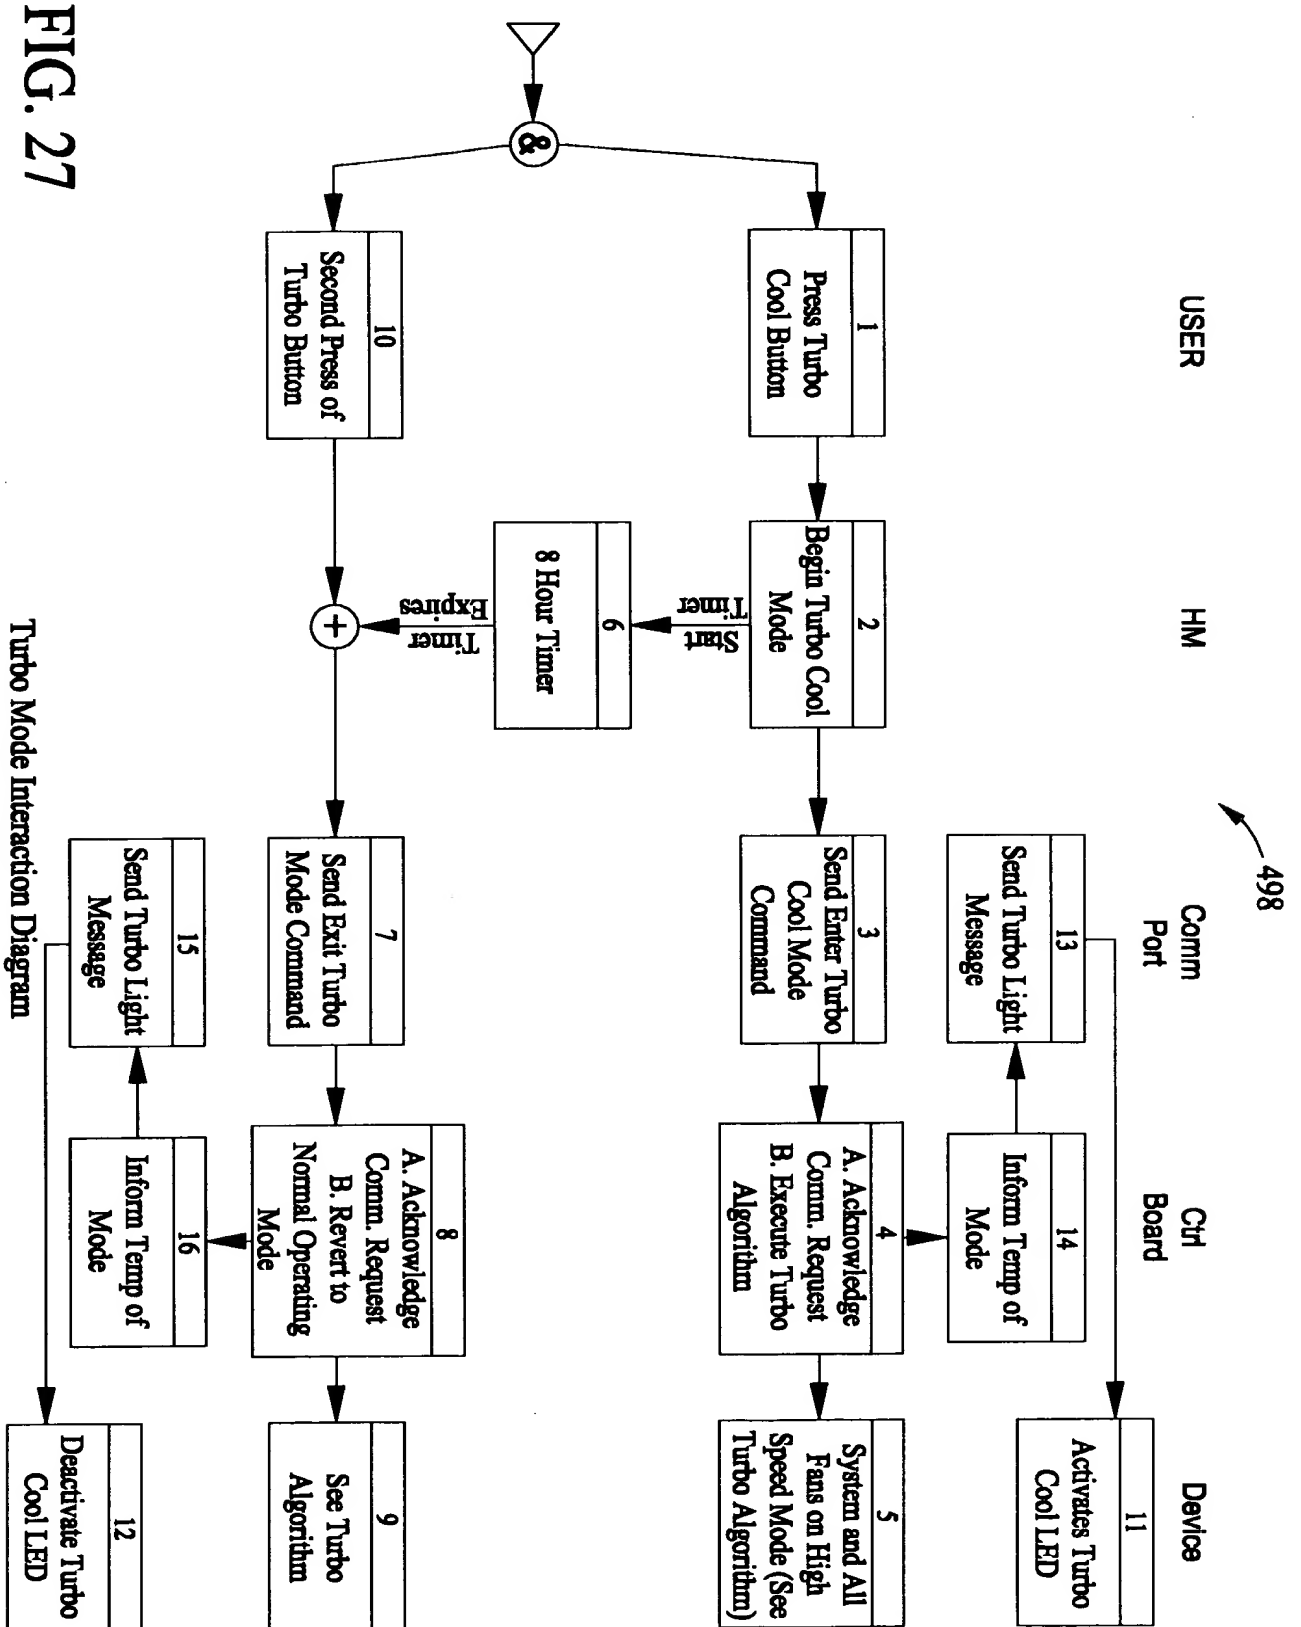 498
USER
HM
Comm
Port
Ctrl
Board
Device
11
Activates Turbo
Cool LED
13
Send Turbo Light
Message
14
Inform Temp of
Mode
1
Press Turbo
Cool Button
2
Begin Turbo Cool
Mode
3
Send Enter Turbo
Cool Mode
Command
4
A. Acknowledge
Comm. Request
B. Execute Turbo
Algorithm
5
System and All
Fans on High
Speed Mode (See
Turbo Algorithm)
Start
Timer
&
6
8 Hour Timer
Timer
Expires
10
Second Press of
Turbo Button
+
7
Send Exit Turbo
Mode Command
8
A. Acknowledge
Comm. Request
B. Revert to
Normal Operating
Mode
9
See Turbo
Algorithm
15
Send Turbo Light
Message
16
Inform Temp of
Mode
12
Deactivate Turbo
Cool LED
Turbo Mode Interaction Diagram
FIG. 27